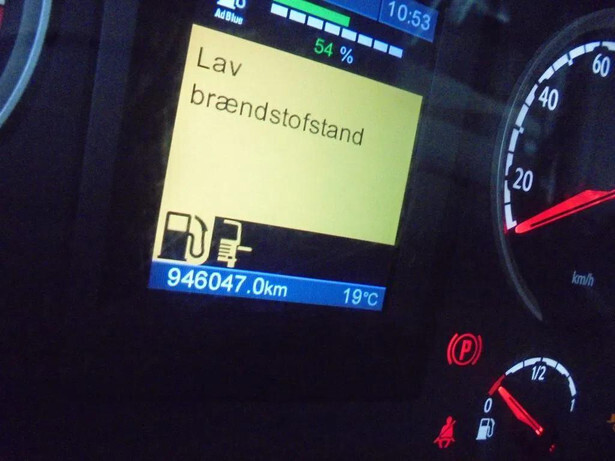 10:53
AdBlue
54 %
Lav
brændstofstand
946047.0km
19°C
60
40
20
km/h
P
1/2
0
1